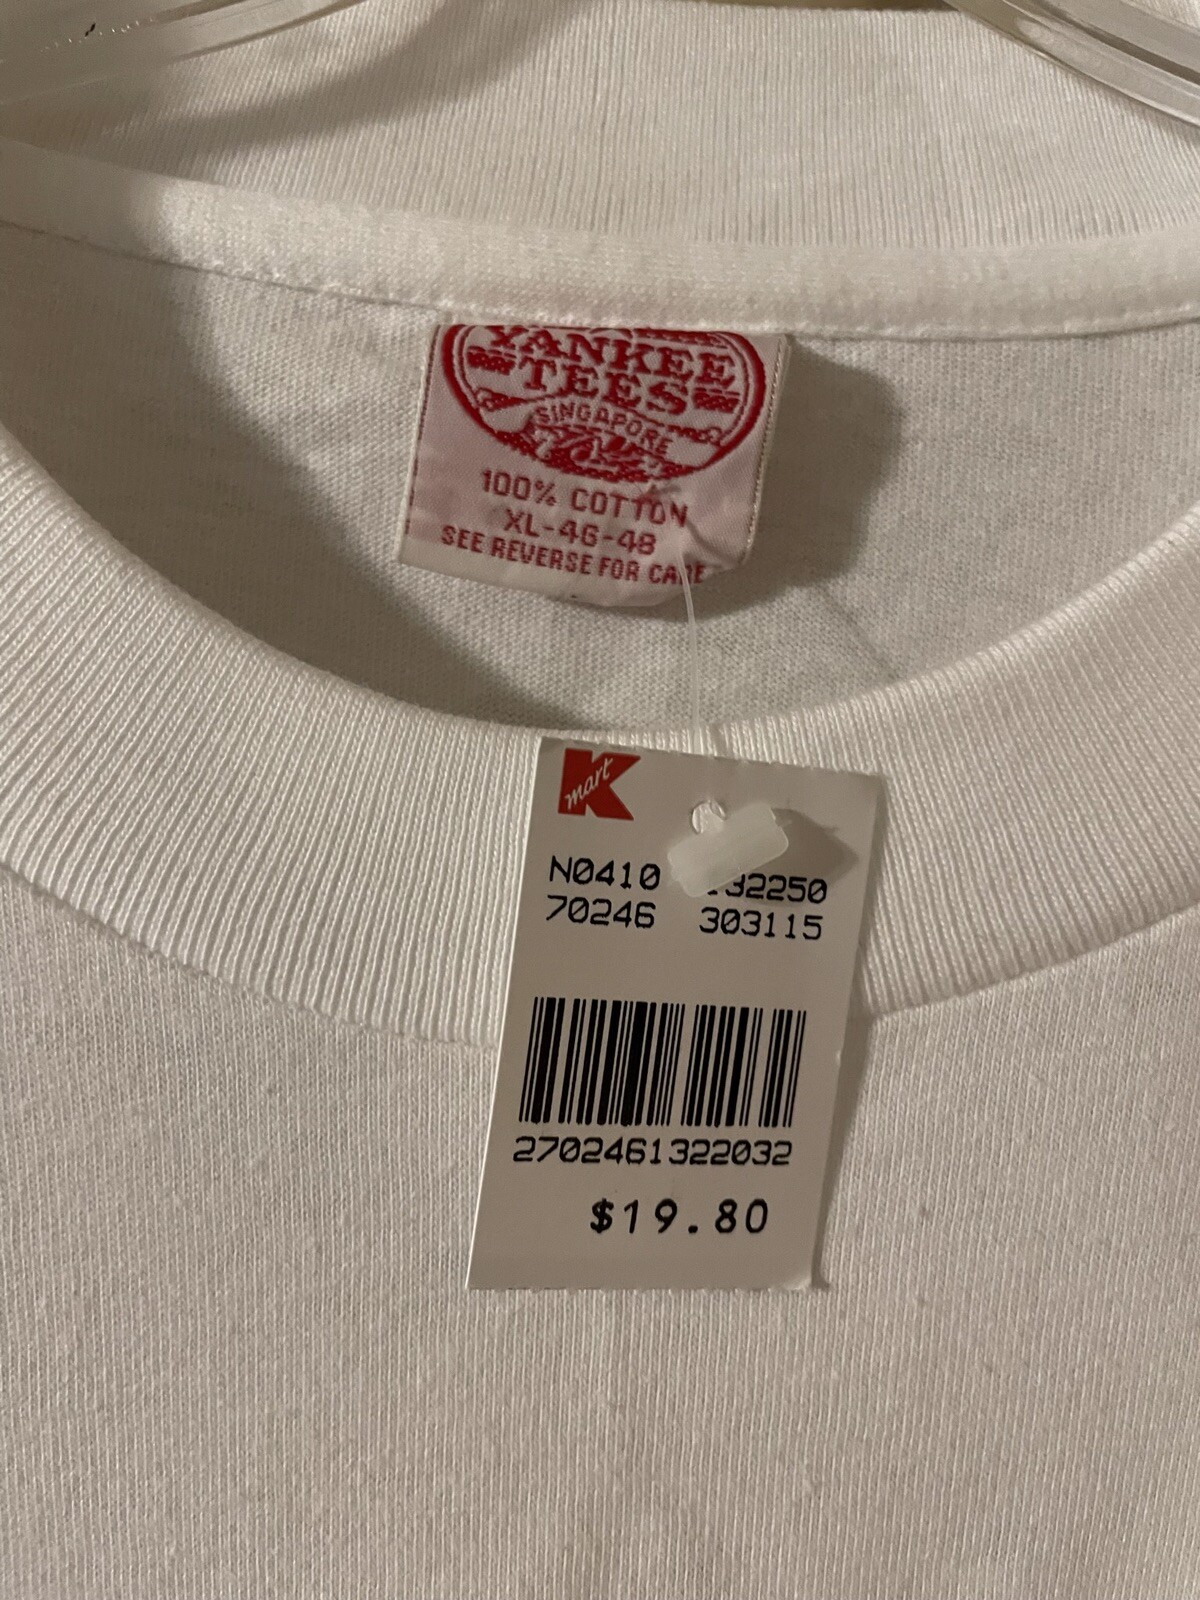 YANKEE
TEES
SINGAPORE
100% COTTON
XL-46-48
SEE REVERSE FOR CARE
K
mart
N0410
70246 303115
2702461322032
$19.80